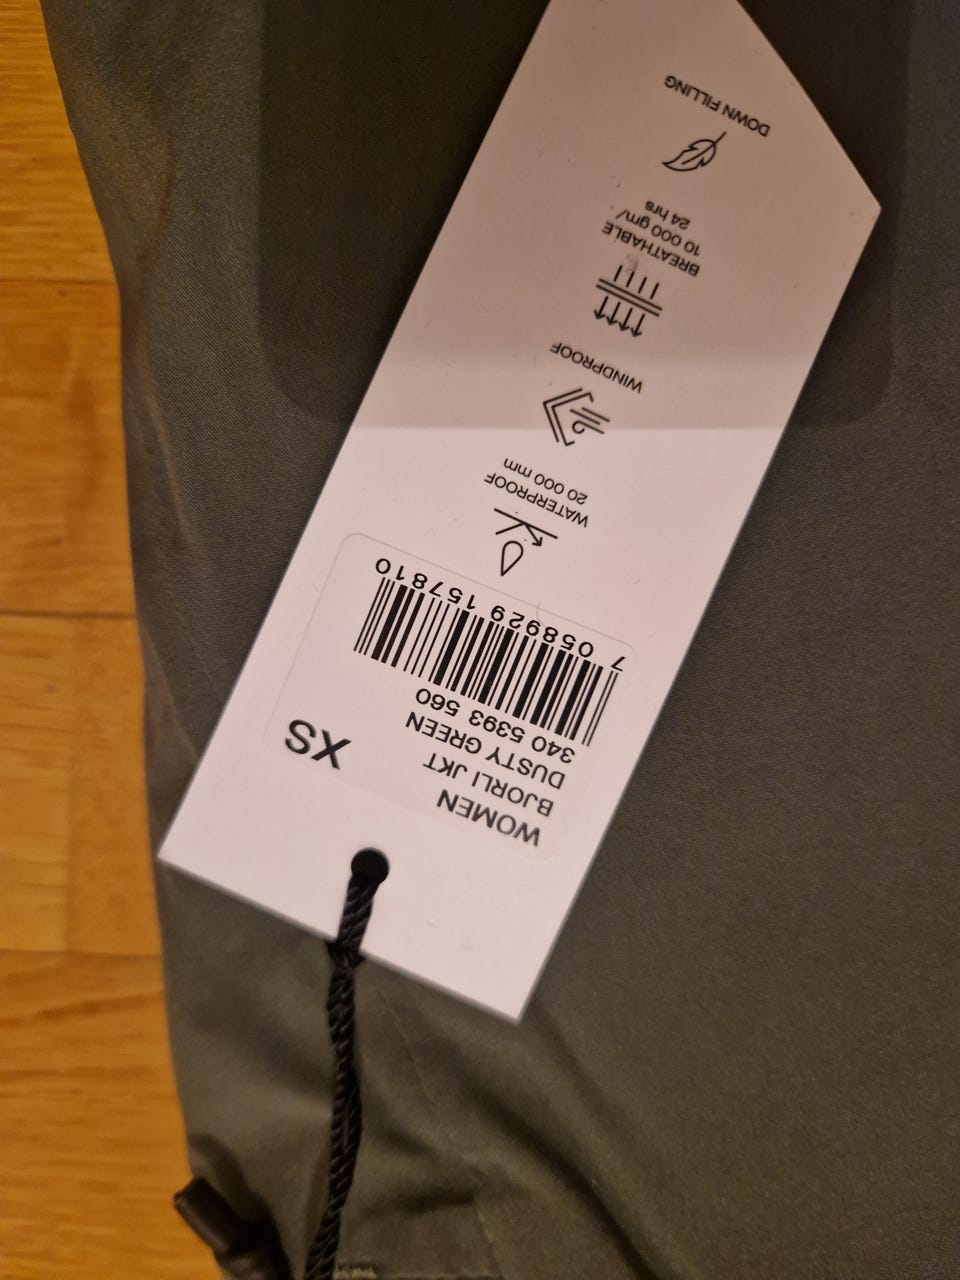 WOMEN
BJORLI JKT
DUSTY GREEN
340 5393 560
XS
7 058929 157810
WATERPROOF
20 000 mm
WINDPROOF
BREATHABLE
10 000 gm/
24 hrs
DOWN FILLING